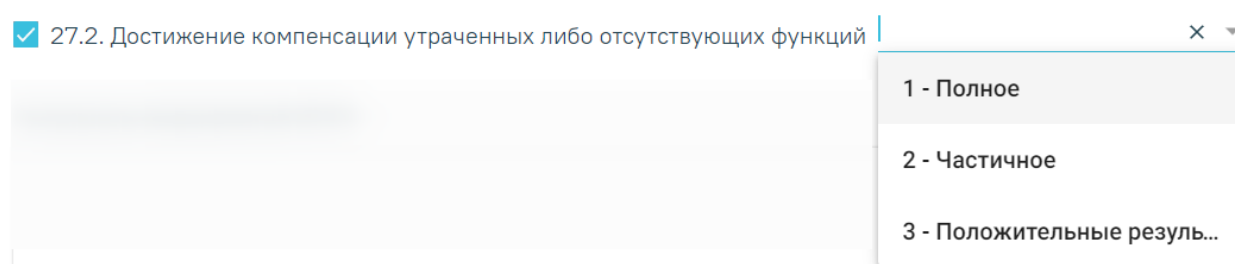 27.2. Достижение компенсации утраченных либо отсутствующих функций
1 - Полное
2 - Частичное
3 - Положительные резуль...